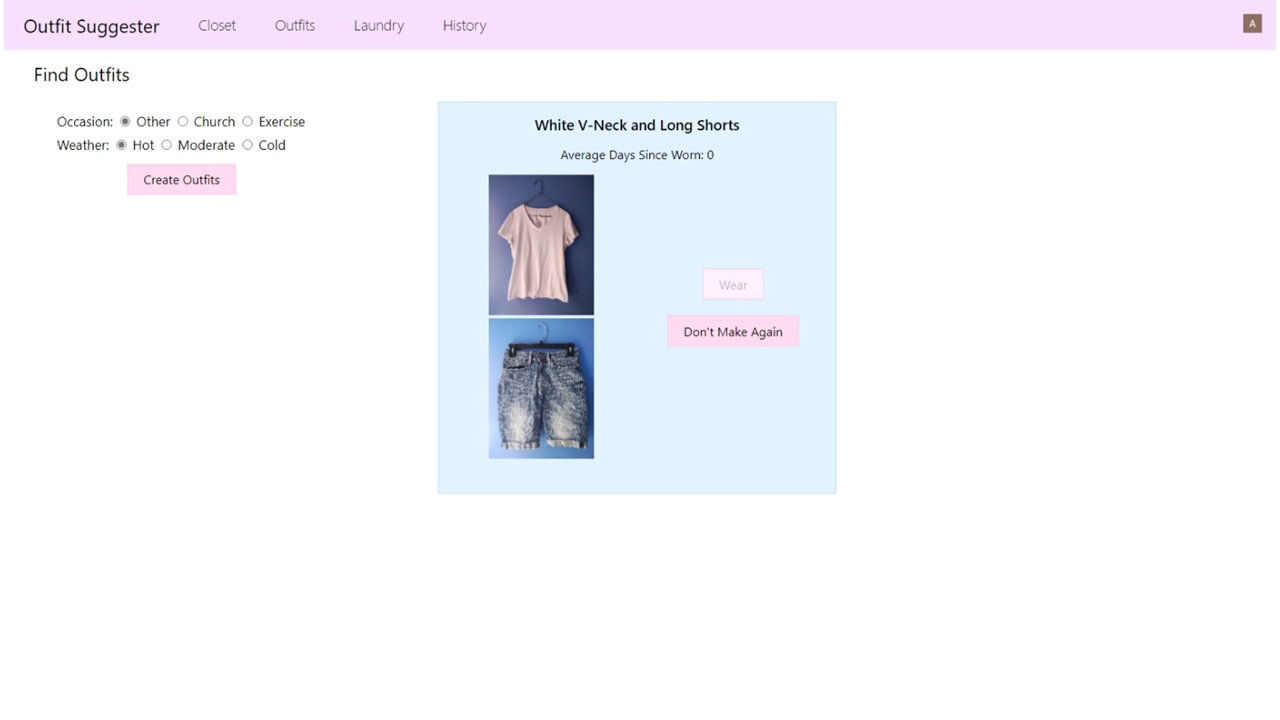 Outfit Suggester Closet Outfits Laundry History A
Find Outfits
Occasion: Other Church Exercise
Weather: Hot Moderate Cold
Create Outfits
White V-Neck and Long Shorts
Average Days Since Worn: 0
Wear
Don't Make Again